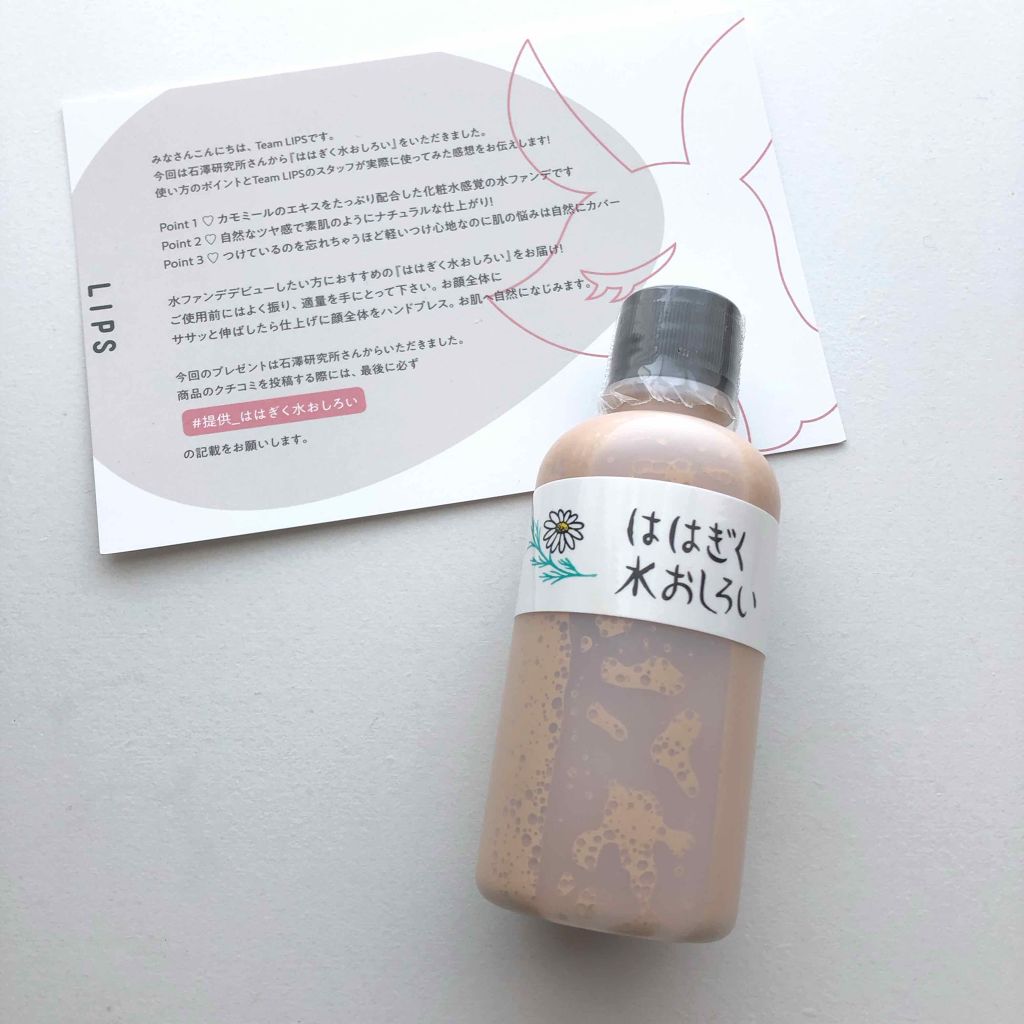 みなさんこんにちは、Team LIPSです。
今回は石澤研究所さんから『ははぎく水おしろい』をいただきました。
使い方のポイントとTeam LIPSのスタッフが実際に使ってみた感想をお伝えします!
Point 1 ♡ カモミールのエキスをたっぷり配合した化粧水感覚の水ファンデです
Point 2 ♡ 自然なツヤ感で素肌のようにナチュラルな仕上がり!
Point 3 ♡ つけているのを忘れちゃうほど軽いつけ心地なのに肌の悩みは自然にカバー
水ファンデデビューしたい方におすすめの『ははぎく水おしろい』をお届け!
ご使用前にはよく振り、適量を手にとって下さい。お顔全体に
ササッと伸ばしたら仕上げに顔全体をハンドプレス。お肌へ自然になじみます。
今回のプレゼントは石澤研究所さんからいただきました。
商品のクチコミを投稿する際には、最後に必ず
#提供_ははぎく水おしろい
の記載をお願いします。
LIPS
ははぎく
水おしろい